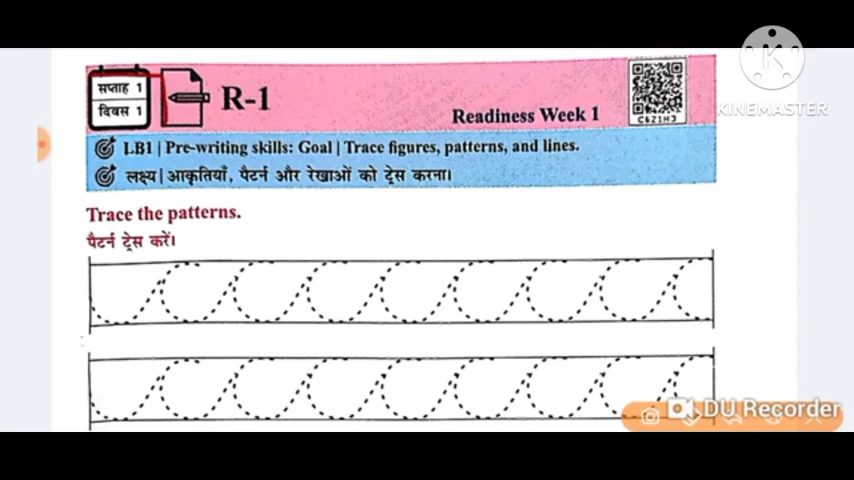 सप्ताह 1
दिवस 1
R-1
Readiness Week 1
C621H3
LB1 | Pre-writing skills: Goal | Trace figures, patterns, and lines.
लक्ष्य | आकृतियाँ, पैटर्न और रेखाओं को ट्रेस करना।
Trace the patterns.
पैटर्न ट्रेस करें।
K
KINEMASTER
DU Recorder